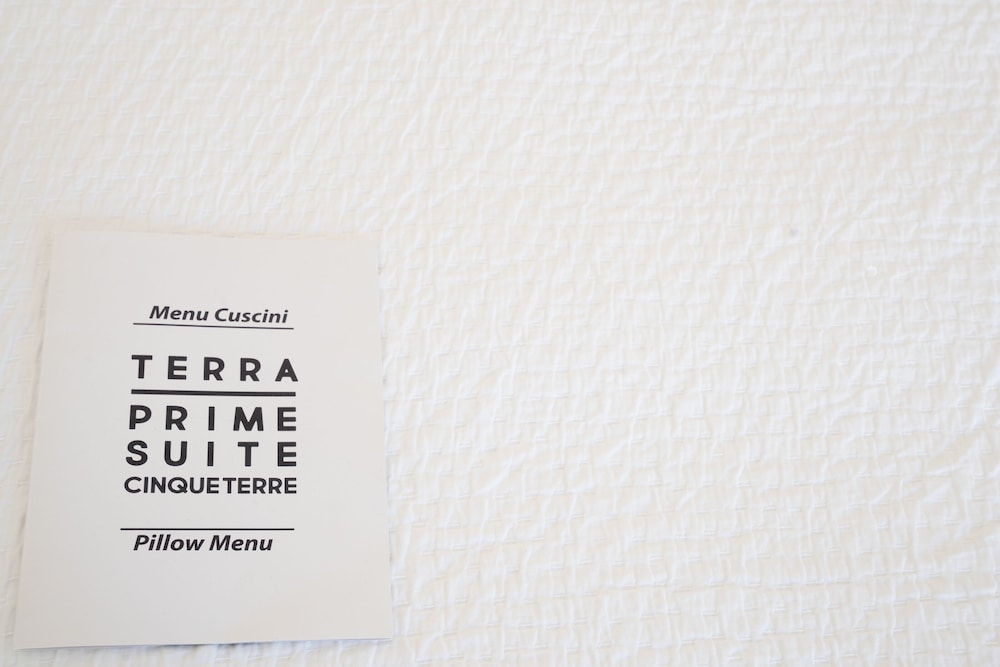 Menu Cuscini
TERRA
PRIME
SUITE
CINQUETERRE
Pillow Menu